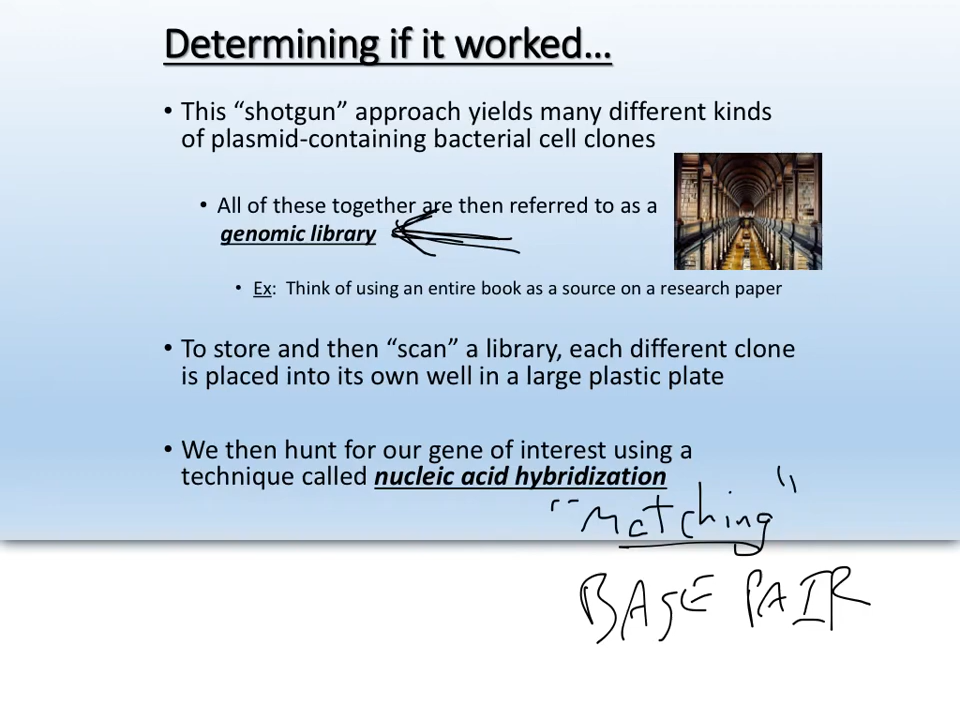 Determining if it worked…
• This “shotgun” approach yields many different kinds
of plasmid-containing bacterial cell clones
• All of these together are then referred to as a
genomic library
• Ex: Think of using an entire book as a source on a research paper
• To store and then “scan” a library, each different clone
is placed into its own well in a large plastic plate
• We then hunt for our gene of interest using a
technique called nucleic acid hybridization
"Matching"
BASE PAIR